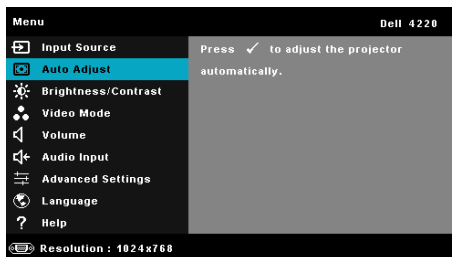 Menu Dell 4220
Input Source
Auto Adjust
Brightness/Contrast
Video Mode
Volume
Audio Input
Advanced Settings
Language
? Help
Press ✓ to adjust the projector
automatically.
Resolution : 1024x768